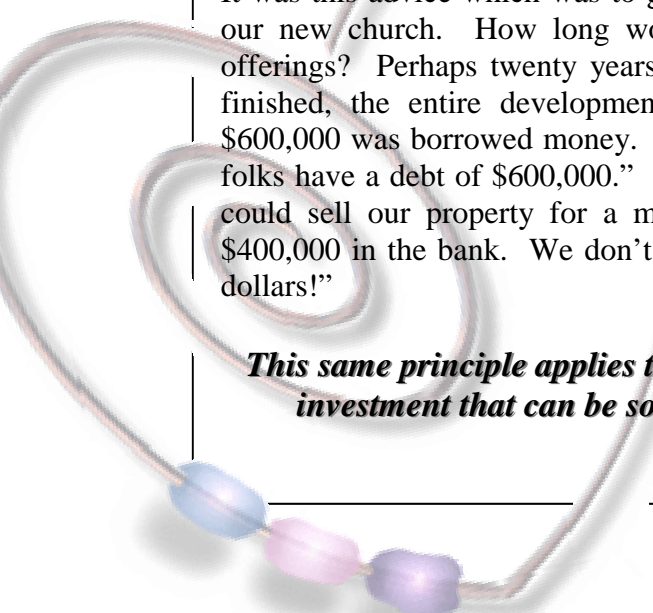 It was this advice which was to g
our new church. How long wo
offerings? Perhaps twenty years
finished, the entire developmen
$600,000 was borrowed money.
folks have a debt of $600,000.”
could sell our property for a m
$400,000 in the bank. We don’t
dollars!”
This same principle applies t
investment that can be so